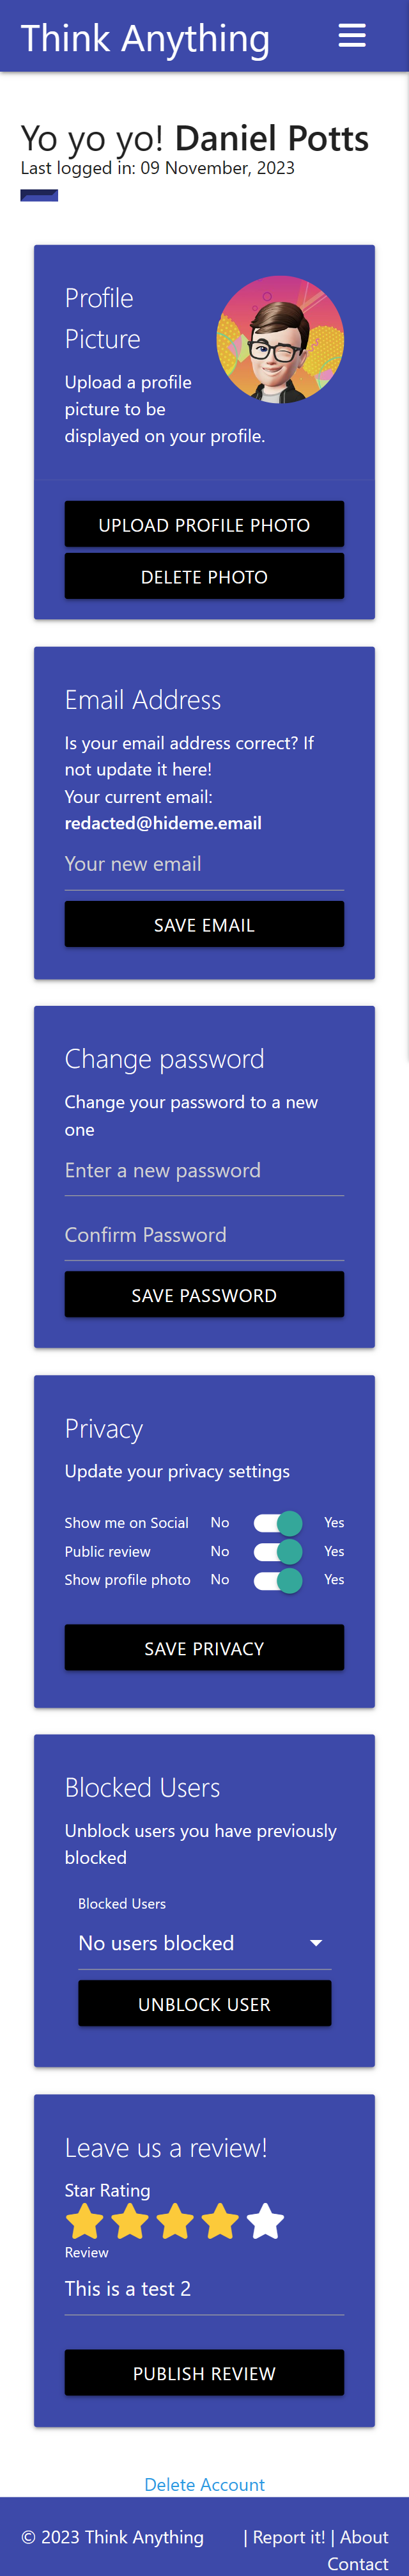 Think Anything
Yo yo yo! Daniel Potts
Last logged in: 09 November, 2023
Profile
Picture
Upload a profile
picture to be
displayed on your profile.
UPLOAD PROFILE PHOTO
DELETE PHOTO
Email Address
Is your email address correct? If
not update it here!
Your current email:
redacted@hideme.email
Your new email
SAVE EMAIL
Change password
Change your password to a new
one
Enter a new password
Confirm Password
SAVE PASSWORD
Privacy
Update your privacy settings
Show me on Social No Yes
Public review No Yes
Show profile photo No Yes
SAVE PRIVACY
Blocked Users
Unblock users you have previously
blocked
Blocked Users
No users blocked
UNBLOCK USER
Leave us a review!
Star Rating
Review
This is a test 2
PUBLISH REVIEW
Delete Account
© 2023 Think Anything | Report it! | About
Contact